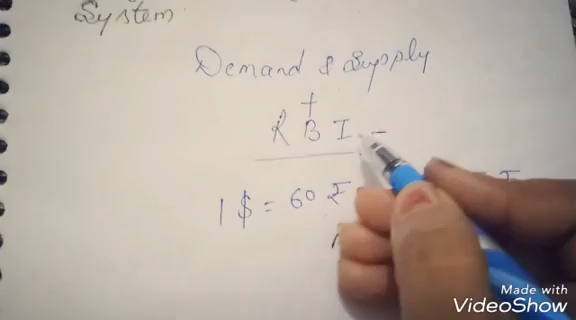 System
Demand & Supply
+
RBI -
1 $ = 60 ₹
Made with
VideoShow